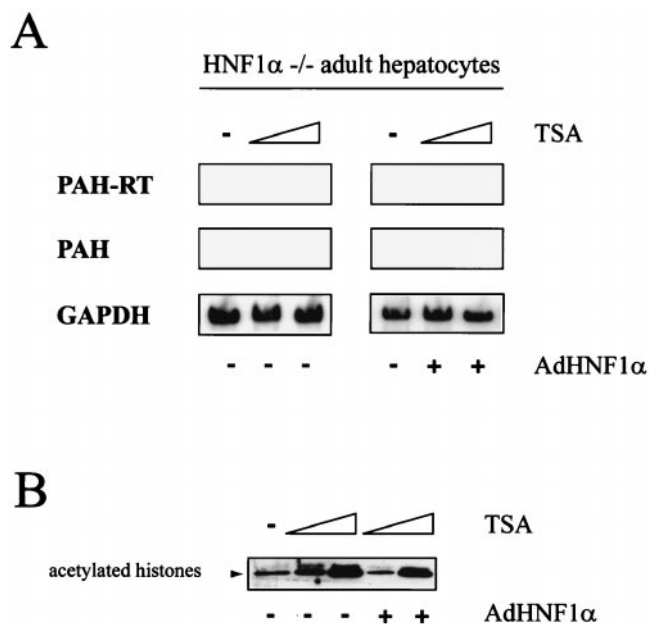 A
HNF1α -/- adult hepatocytes
- - TSA
PAH-RT
PAH
GAPDH
- - - - + + AdHNF1α
B
- TSA
acetylated histones
- - - + + AdHNF1α